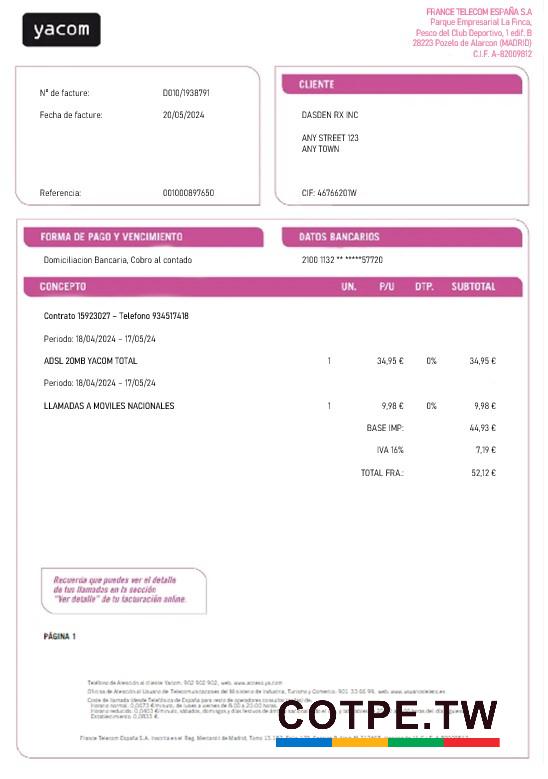 yacom
FRANCE TELECOM ESPAÑA S.A
Parque Empresarial La Finca,
Pesco del Club Deportivo, 1 edif. B
28223 Pozelo de Alarcon (MADRID)
C.I.F. A-82009812
Nº de facture: D010/1938791
Fecha de facture: 20/05/2024
Referencia: 001000897650
CLIENTE
DASDEN RX INC
ANY STREET 123
ANY TOWN
CIF: 46766201W
FORMA DE PAGO Y VENCIMIENTO
DATOS BANCARIOS
Domiciliacion Bancaria, Cobro al contado
2100 1132 ** *****57720
CONCEPTO UN. P/U DTP. SUBTOTAL
Contrato 15923027 – Telefono 934517418
Periodo: 18/04/2024 – 17/05/24
ADSL 20MB YACOM TOTAL 1 34,95 € 0% 34,95 €
Periodo: 18/04/2024 – 17/05/24
LLAMADAS A MOVILES NACIONALES 1 9,98 € 0% 9,98 €
BASE IMP: 44,93 €
IVA 16% 7,19 €
TOTAL FRA.: 52,12 €
Recuerda que puedes ver el detalle
de tus llamadas en la sección
"Ver detalle" de tu facturación online.
PÁGINA 1
Teléfono de Atención al cliente Yacom: 902 902 902, web: www.acceso.ya.com
Oficina de Atención al Usuario de Telecomunicaciones del Ministerio de Industria, Turismo y Comercio: 901 33 66 99, web:
COTPE.TW
France Telecom España S.A. Inscrita en el Reg. Mercantil de Madrid,